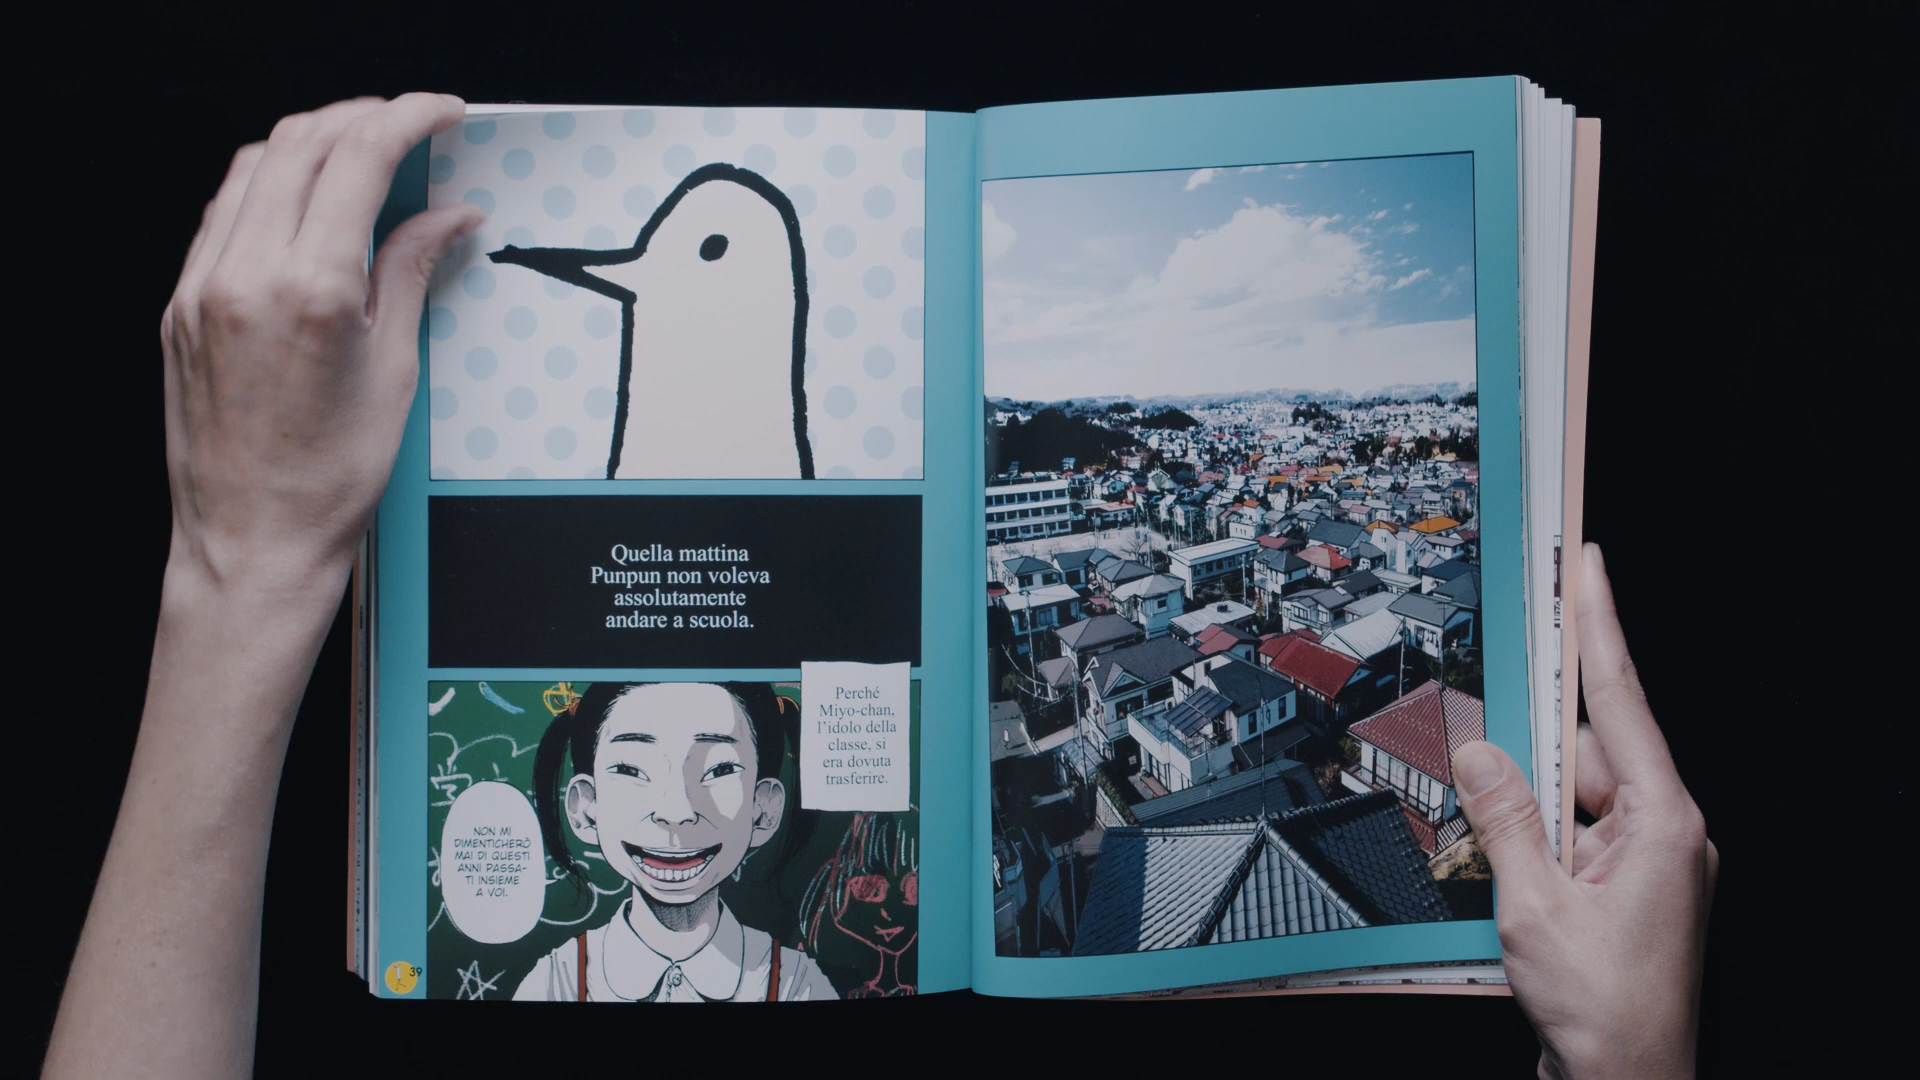 Quella mattina
Punpun non voleva
assolutamente
andare a scuola.
Perché
Miyo-chan,
l'idolo della
classe, si
era dovuta
trasferire.
NON MI
DIMENTICHERÒ
MAI DI QUESTI
ANNI PASSA-
TI INSIEME
A VOI.
39